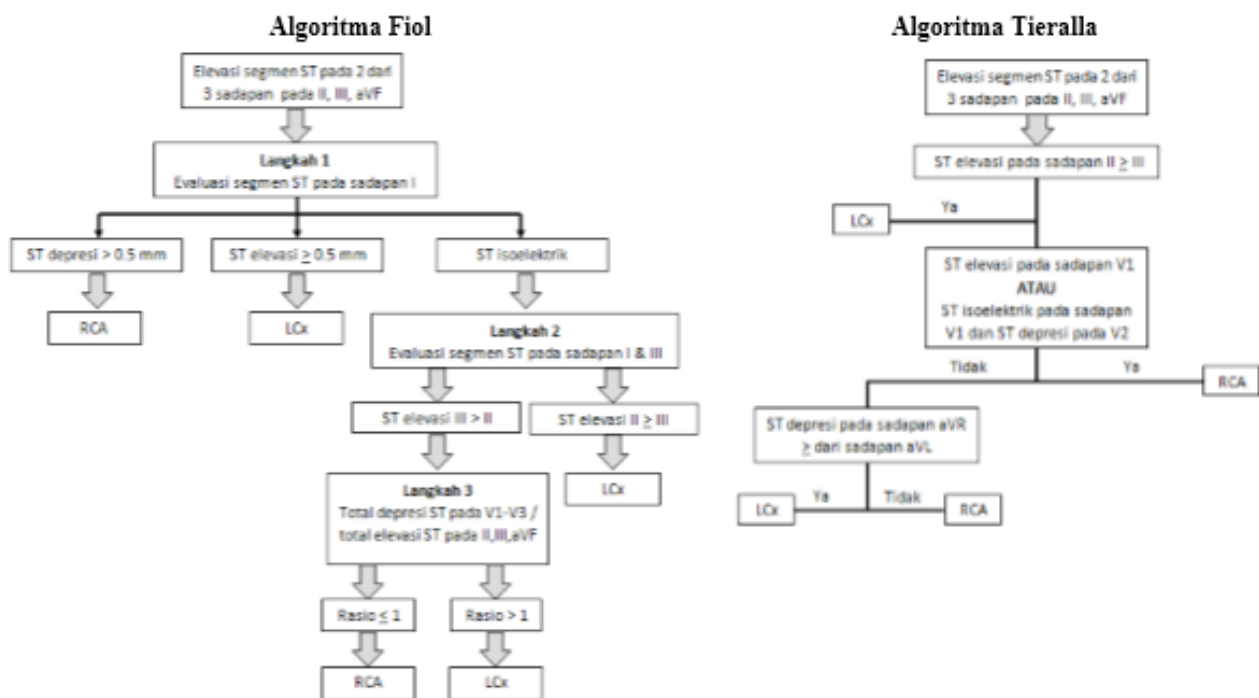 Algoritma Fiol
Elevasi segmen ST pada 2 dari
3 sadapan pada II, III, aVF
Langkah 1
Evaluasi segmen ST pada sadapan I
ST depresi > 0.5 mm
ST elevasi ≥ 0.5 mm
ST isoelektrik
RCA
LCx
Langkah 2
Evaluasi segmen ST pada sadapan I & III
ST elevasi III > II
ST elevasi II ≥ III
LCx
Langkah 3
Total depresi ST pada V1-V3 /
total elevasi ST pada II,III,aVF
Rasio ≤ 1
Rasio > 1
RCA
LCx
Algoritma Tieralla
Elevasi segmen ST pada 2 dari
3 sadapan pada II, III, aVF
ST elevasi pada sadapan II ≥ III
Ya
LCx
ST elevasi pada sadapan V1
ATAU
ST isoelektrik pada sadapan
V1 dan ST depresi pada V2
Tidak
Ya
RCA
ST depresi pada sadapan aVR
≥ dari sadapan aVL
Ya
Tidak
LCx
RCA